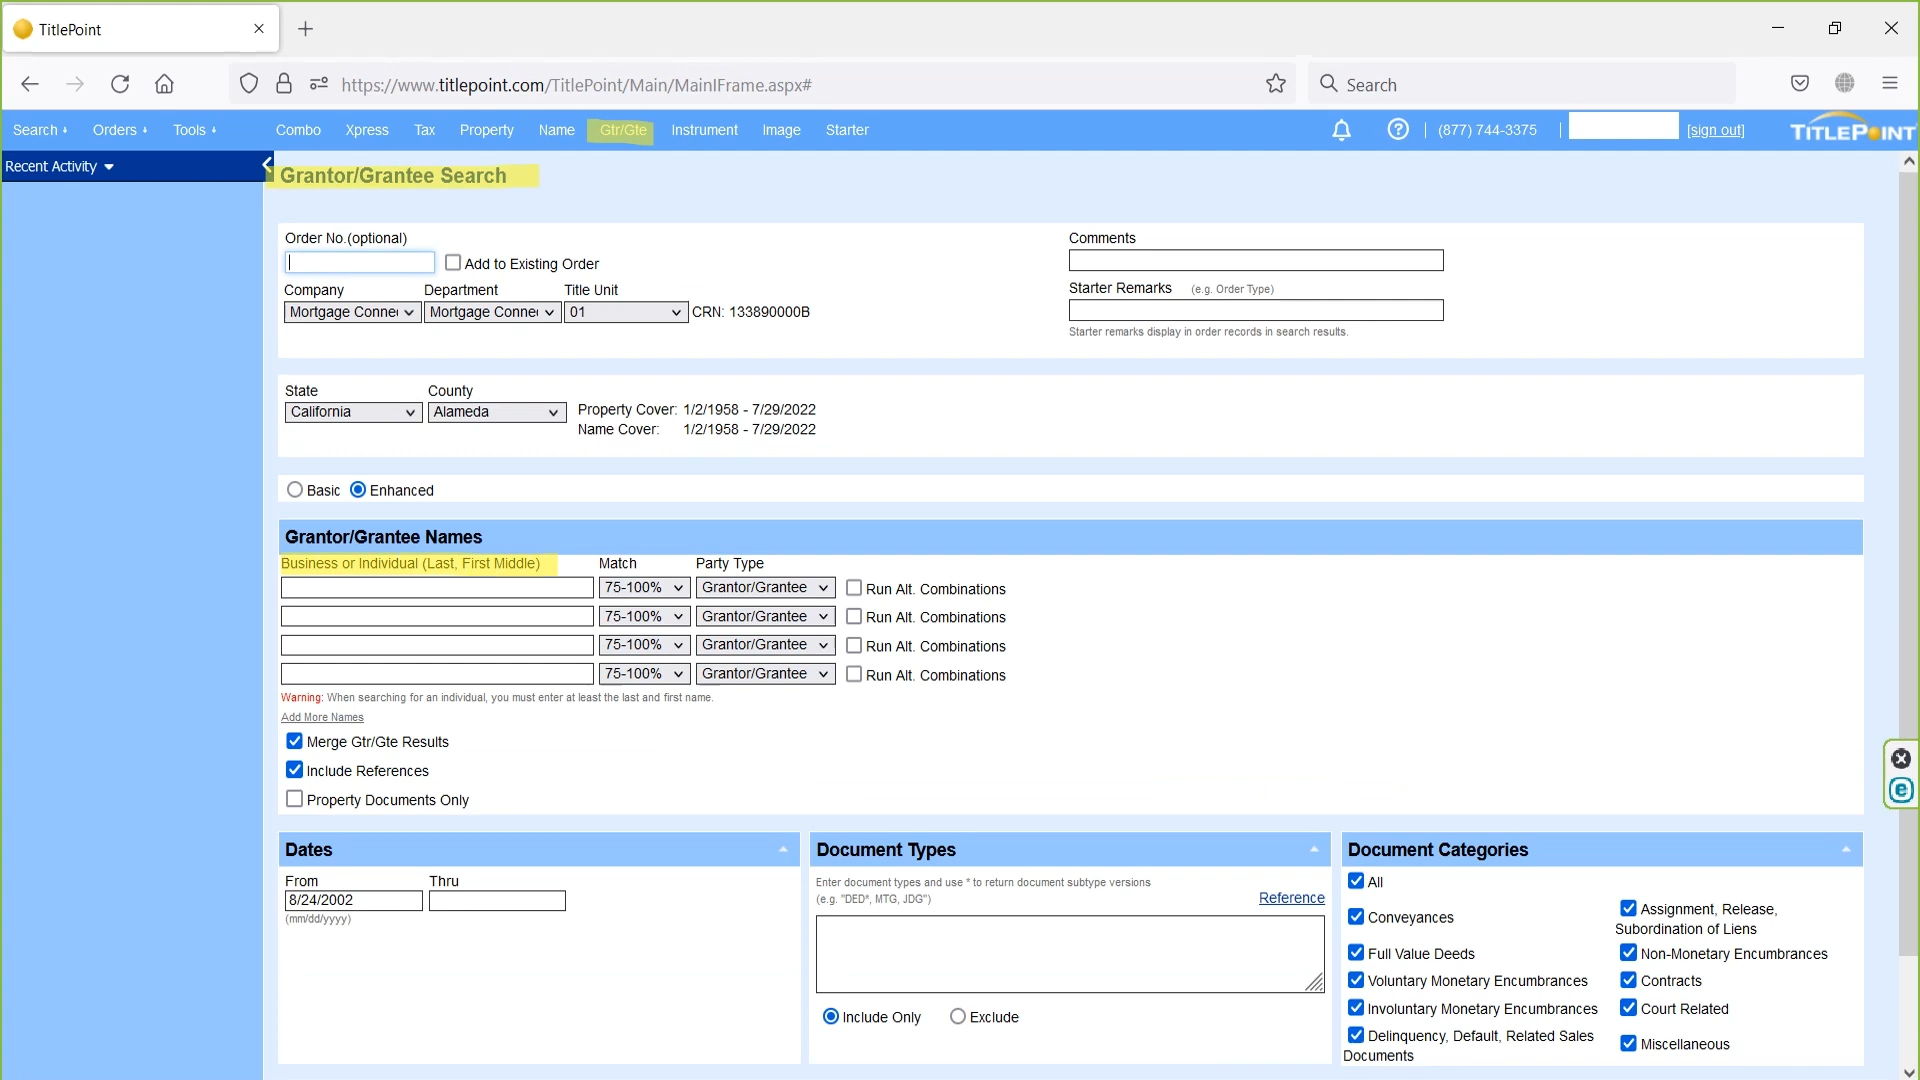 TitlePoint
https://www.titlepoint.com/TitlePoint/Main/MainIFrame.aspx#
Search
Search Orders Tools Combo Xpress Tax Property Name Gtr/Gte Instrument Image Starter (877) 744-3375 [sign out] TITLEPOINT
Recent Activity
Grantor/Grantee Search
Order No.(optional)
Add to Existing Order
Company Department Title Unit
Mortgage Connec Mortgage Connec 01 CRN: 133890000B
Comments
Starter Remarks (e.g. Order Type)
Starter remarks display in order records in search results.
State County
California Alameda
Property Cover: 1/2/1958 - 7/29/2022
Name Cover: 1/2/1958 - 7/29/2022
Basic Enhanced
Grantor/Grantee Names
Business or Individual (Last, First Middle) Match Party Type
75-100% Grantor/Grantee Run Alt. Combinations
75-100% Grantor/Grantee Run Alt. Combinations
75-100% Grantor/Grantee Run Alt. Combinations
75-100% Grantor/Grantee Run Alt. Combinations
Warning: When searching for an individual, you must enter at least the last and first name.
Add More Names
Merge Gtr/Gte Results
Include References
Property Documents Only
Dates
From Thru
8/24/2002
(mm/dd/yyyy)
Document Types
Enter document types and use * to return document subtype versions
(e.g. "DED*, MTG, JDG")
Reference
Include Only Exclude
Document Categories
All
Conveyances
Full Value Deeds
Voluntary Monetary Encumbrances
Involuntary Monetary Encumbrances
Delinquency, Default, Related Sales
Documents
Assignment, Release,
Subordination of Liens
Non-Monetary Encumbrances
Contracts
Court Related
Miscellaneous